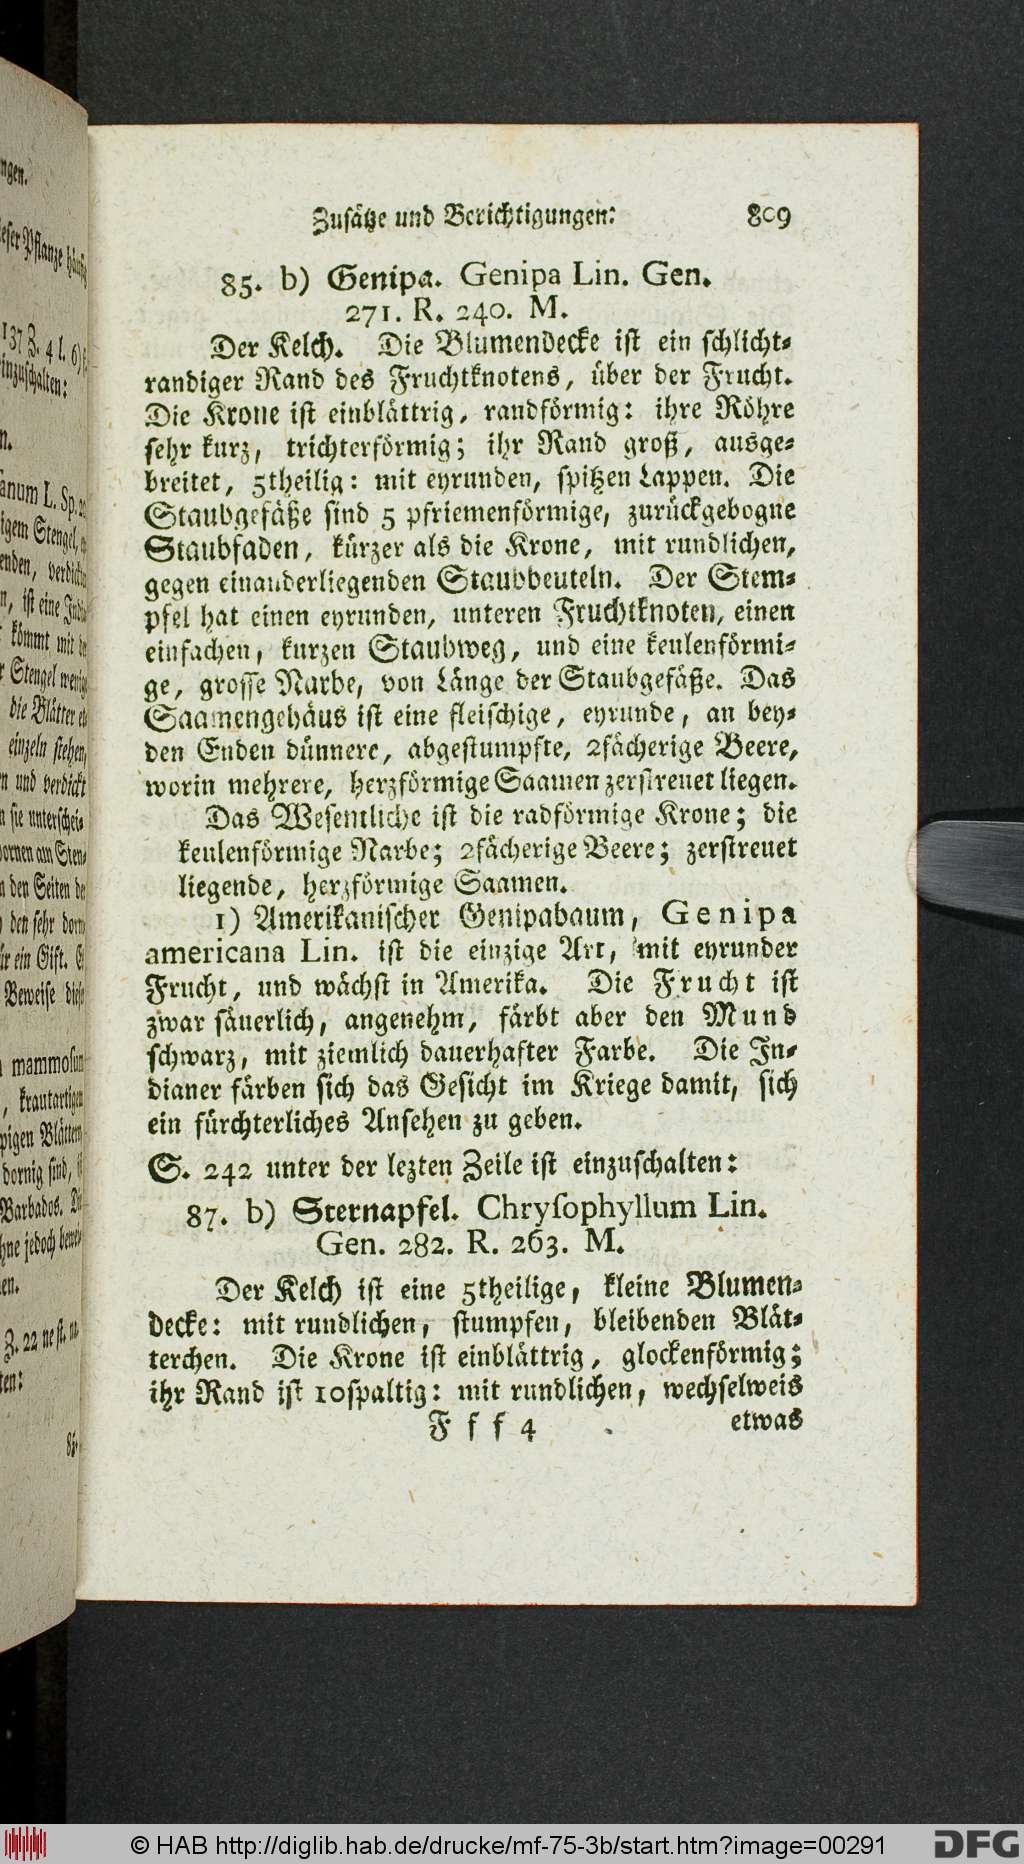 Zusätze und Berichtigungen: 809
85. b) Genipa. Genipa Lin. Gen.
271. R. 240. M.
Der Kelch. Die Blumendecke ist ein schlicht-
randiger Rand des Fruchtknotens, über der Frucht.
Die Krone ist einblättrig, randförmig: ihre Röhre
sehr kurz, trichterförmig; ihr Rand groß, ausge-
breitet, 5theilig: mit eyrunden, spitzen Lappen. Die
Staubgefäße sind 5 pfriemenförmige, zurückgebogne
Staubfaden, kürzer als die Krone, mit rundlichen,
gegen einanderliegenden Staubbeuteln. Der Stem-
pfel hat einen eyrunden, unteren Fruchtknoten, einen
einfachen, kurzen Staubweg, und eine keulenförmi-
ge, grosse Narbe, von Länge der Staubgefäße. Das
Saamengehäus ist eine fleischige, eyrunde, an bey-
den Enden dünnere, abgestumpfte, 2fächerige Beere,
worin mehrere, herzförmige Saamen zerstreuet liegen.
Das Wesentliche ist die radförmige Krone; die
keulenförmige Narbe; 2fächerige Beere; zerstreuet
liegende, herzförmige Saamen.
1) Amerikanischer Genipabaum, Genipa
americana Lin. ist die einzige Art, mit eyrunder
Frucht, und wächst in Amerika. Die Frucht ist
zwar säuerlich, angenehm, färbt aber den Mund
schwarz, mit ziemlich dauerhafter Farbe. Die In-
dianer färben sich das Gesicht im Kriege damit, sich
ein fürchterliches Ansehen zu geben.
S. 242 unter der lezten Zeile ist einzuschalten:
87. b) Sternapfel. Chryſophyllum Lin.
Gen. 282. R. 263. M.
Der Kelch ist eine 5theilige, kleine Blumen-
decke: mit rundlichen, stumpfen, bleibenden Blät-
terchen. Die Krone ist einblättrig, glockenförmig;
ihr Rand ist 10spaltig: mit rundlichen, wechselweis
F f f 4 etwas
© HAB http://diglib.hab.de/drucke/mf-75-3b/start.htm?image=00291
DFG